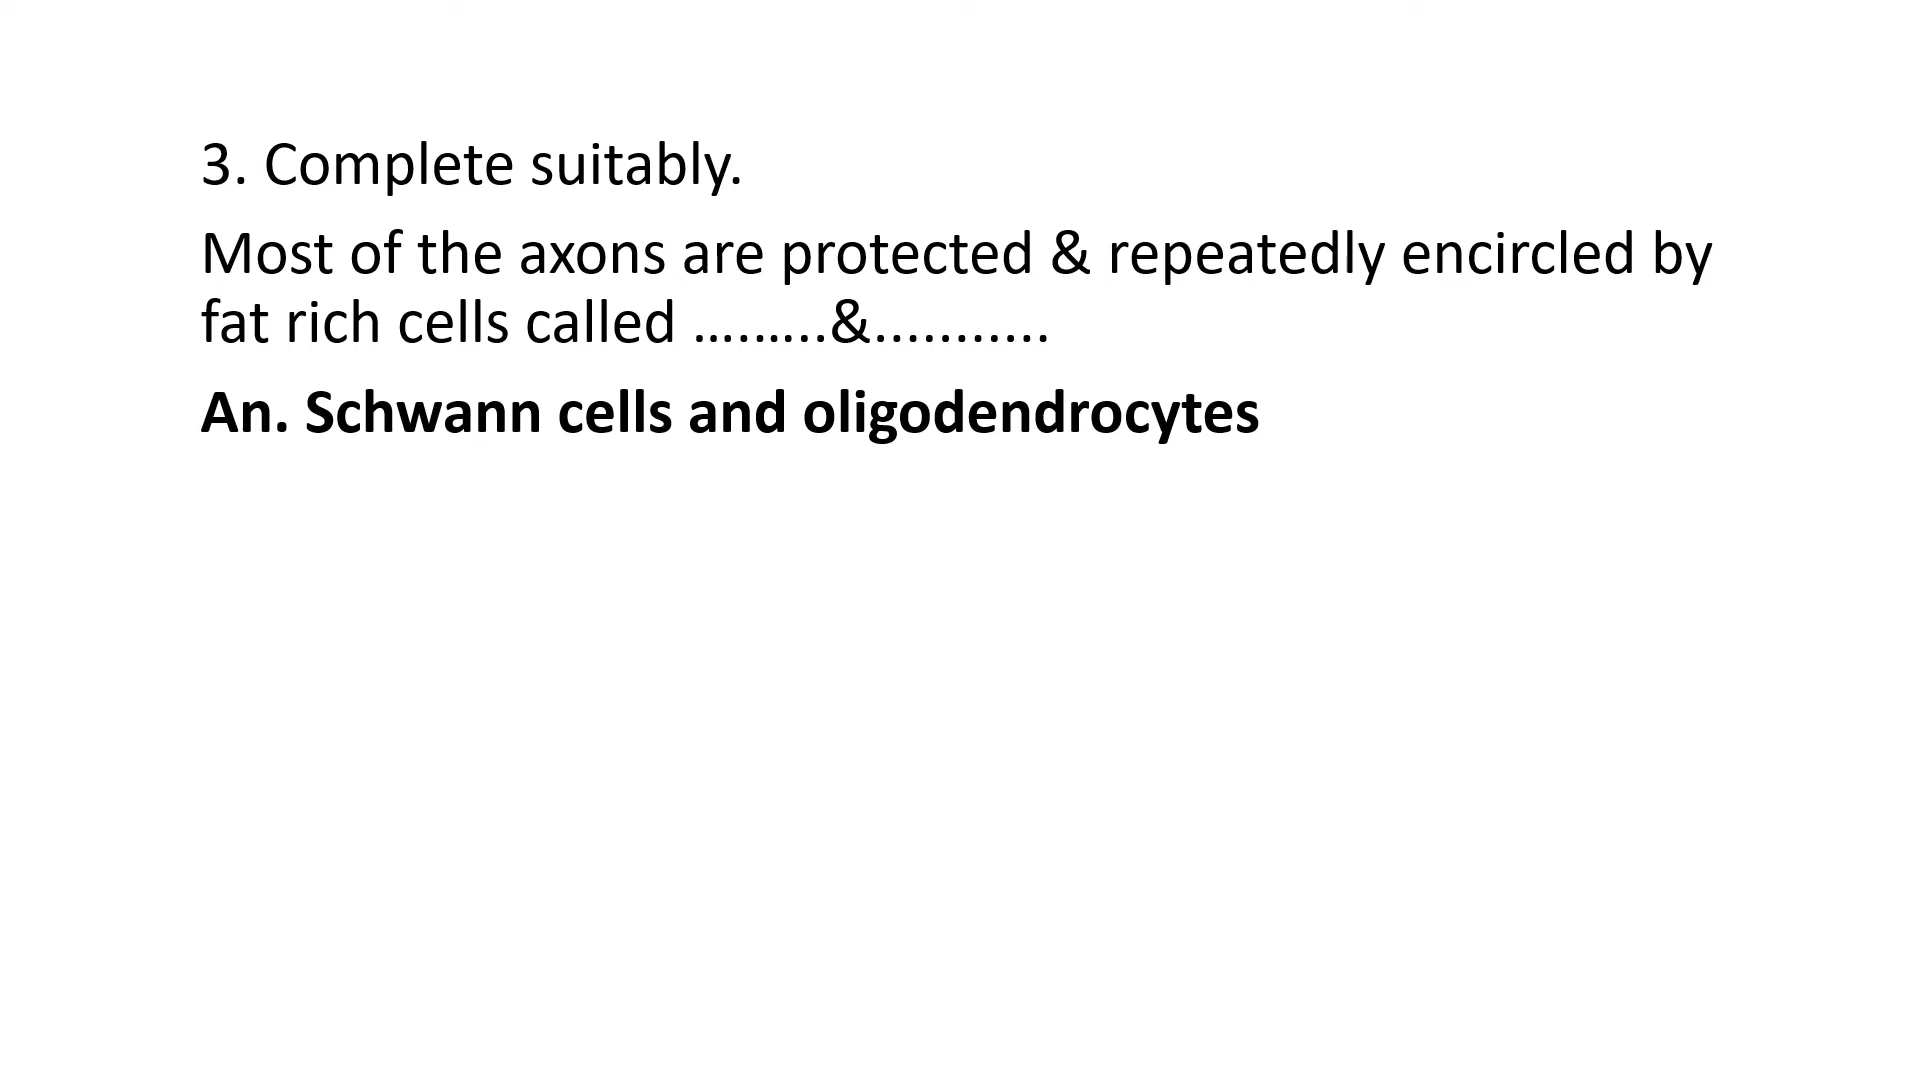 3. Complete suitably.
Most of the axons are protected & repeatedly encircled by
fat rich cells called ………&...........
An. Schwann cells and oligodendrocytes